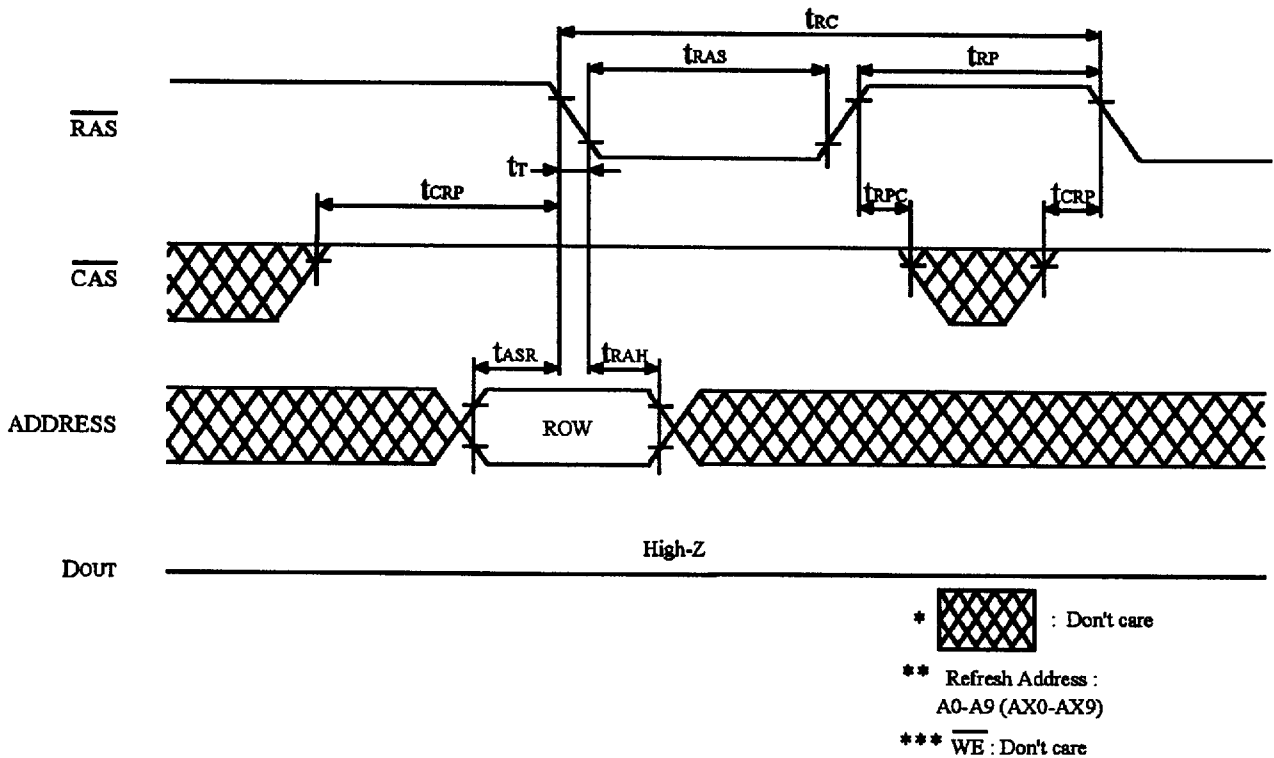 tRC
tRAS
tRP
RAS
tT
tCRP
tRPC
tCRP
CAS
tASR
tRAH
ADDRESS
ROW
High-Z
DOUT
* : Don't care
** Refresh Address :
A0-A9 (AX0-AX9)
*** WE : Don't care